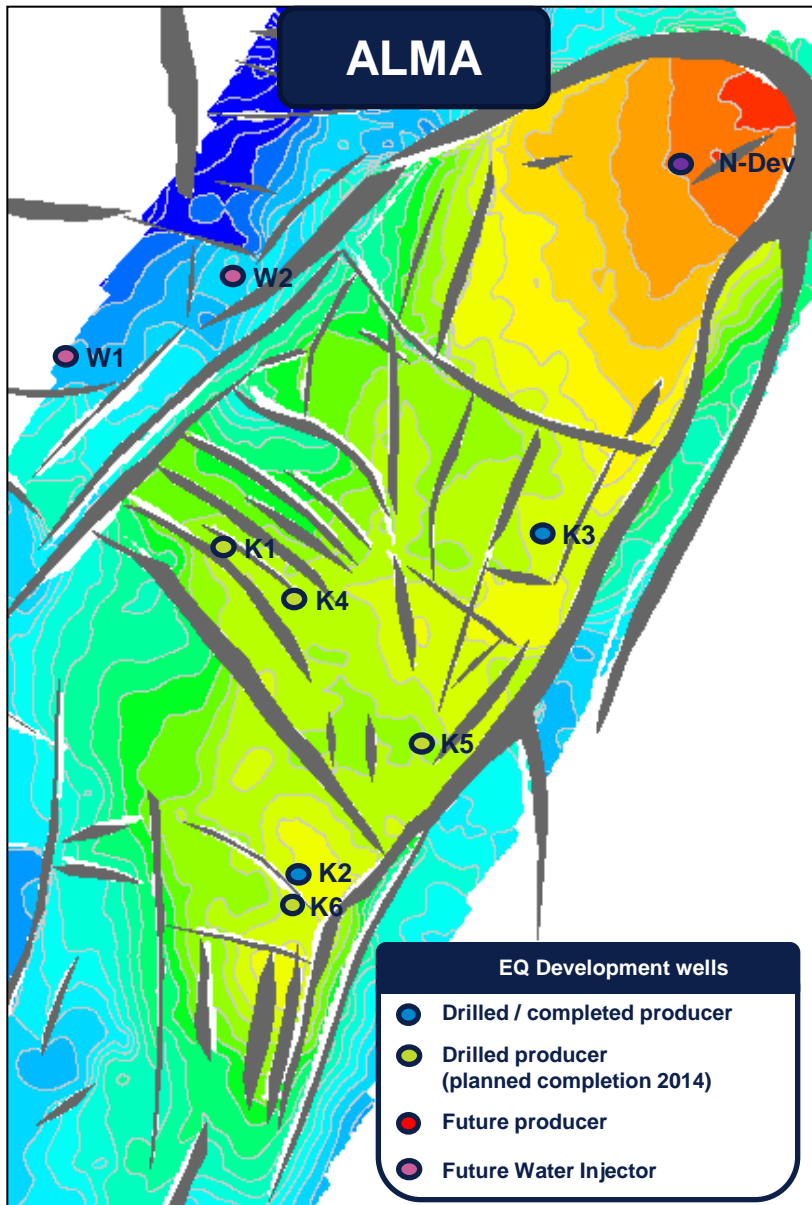 ALMA
N-Dev
W2
W1
K3
K1
K4
K5
K2
K6
EQ Development wells
Drilled / completed producer
Drilled producer
(planned completion 2014)
Future producer
Future Water Injector